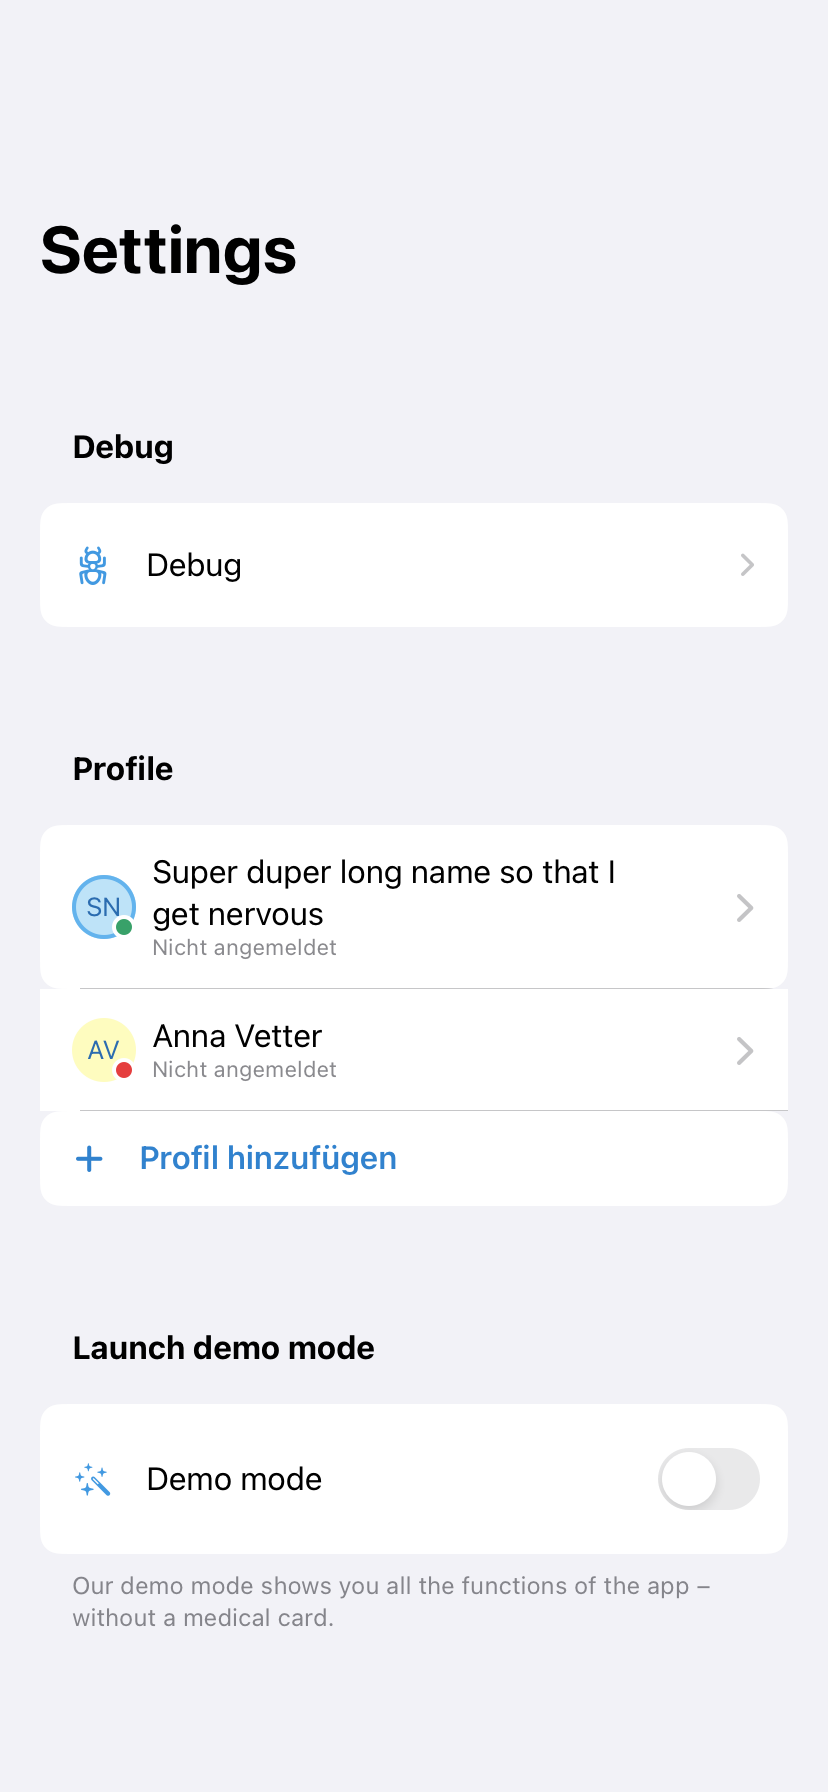 Settings
Debug
Debug
Profile
SN
Super duper long name so that I
get nervous
Nicht angemeldet
AV
Anna Vetter
Nicht angemeldet
Profil hinzufügen
Launch demo mode
Demo mode
Our demo mode shows you all the functions of the app –
without a medical card.